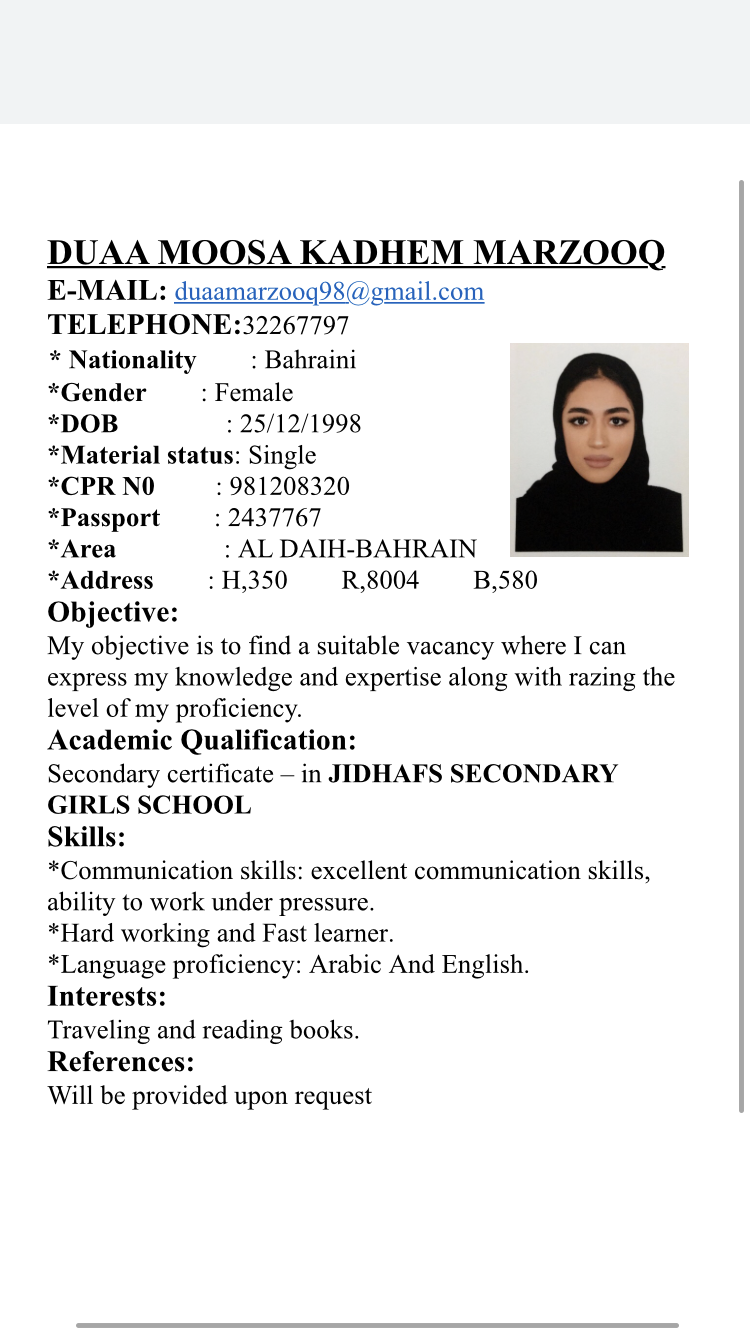 DUAA MOOSA KADHEM MARZOOQ
E-MAIL: duaamarzooq98@gmail.com
TELEPHONE:32267797
* Nationality : Bahraini
*Gender : Female
*DOB : 25/12/1998
*Material status: Single
*CPR N0 : 981208320
*Passport : 2437767
*Area : AL DAIH-BAHRAIN
*Address : H,350 R,8004 B,580
Objective:
My objective is to find a suitable vacancy where I can
express my knowledge and expertise along with razing the
level of my proficiency.
Academic Qualification:
Secondary certificate – in JIDHAFS SECONDARY
GIRLS SCHOOL
Skills:
*Communication skills: excellent communication skills,
ability to work under pressure.
*Hard working and Fast learner.
*Language proficiency: Arabic And English.
Interests:
Traveling and reading books.
References:
Will be provided upon request